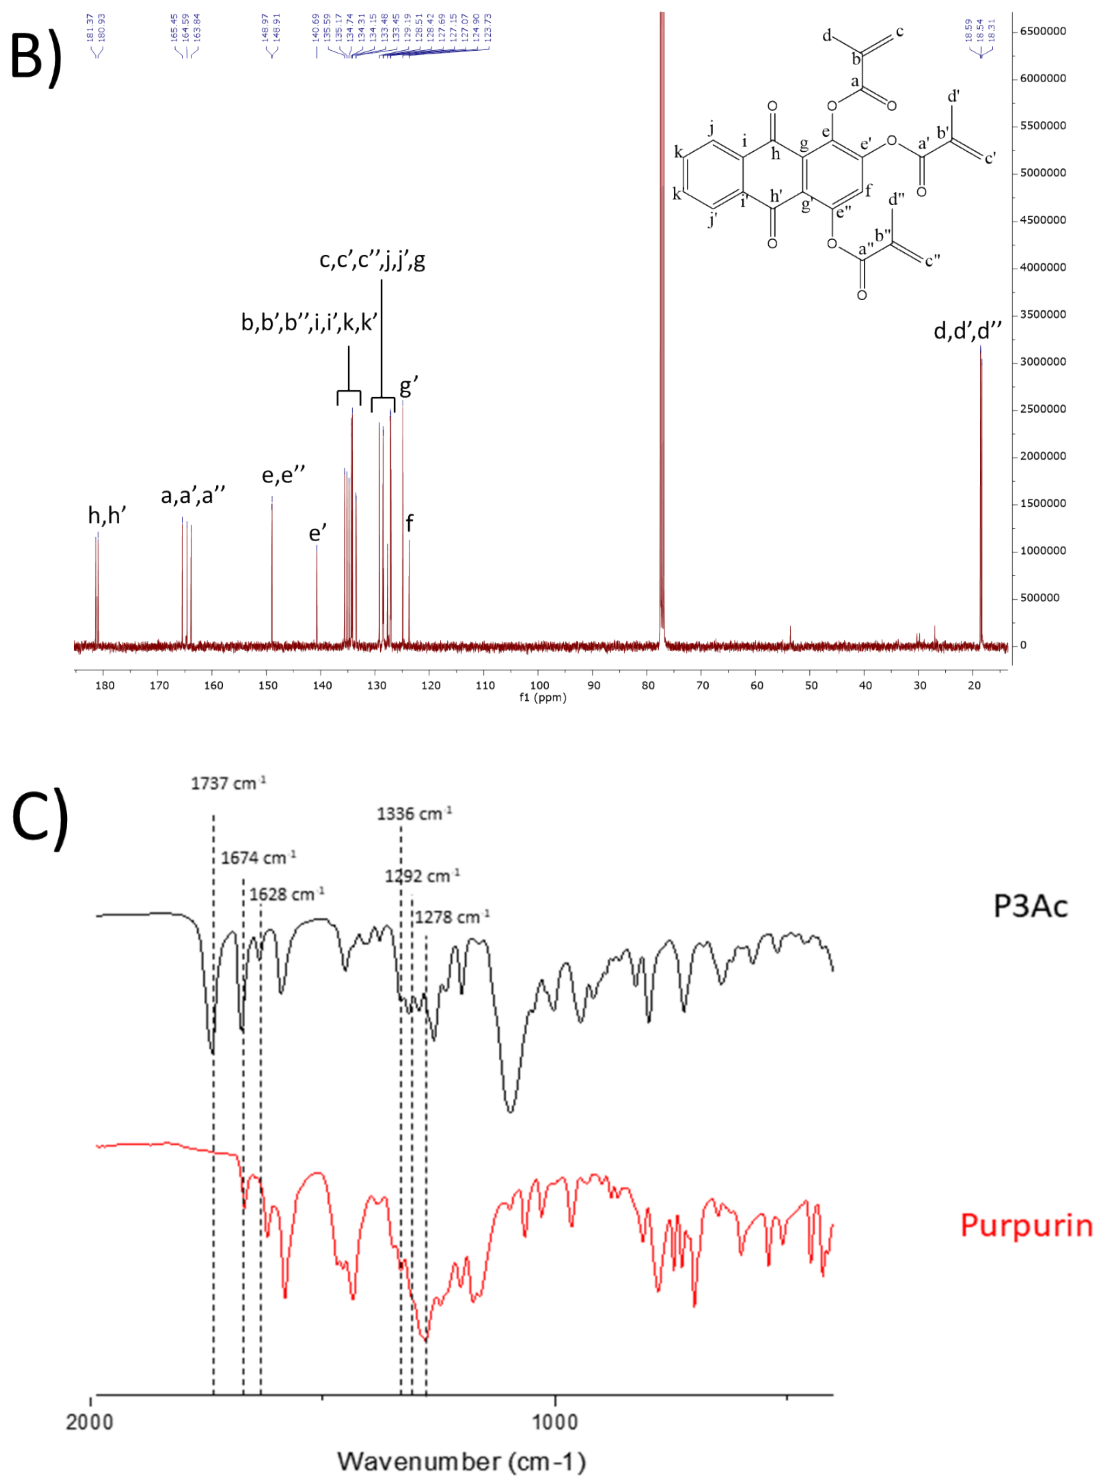 B)
181.37
180.93
165.45
164.59
163.84
148.97
148.91
140.69
135.59
135.17
134.74
134.31
134.15
133.48
133.45
129.19
128.51
128.42
127.69
127.15
127.07
124.90
123.73
18.59
18.54
18.31
6500000
6000000
5500000
5000000
4500000
4000000
3500000
3000000
2500000
2000000
1500000
1000000
500000
0
d
c
b
a
O
O
d'
b'
c'
a'
O
O
O
j
i
h
g
e
e'
k
k
f
j'
i'
h'
g'
e"
O
O
d"
b"
c"
a"
O
c,c’,c’’,j,j’,g
b,b’,b’’,i,i’,k,k’
d,d’,d’’
g’
e,e’’
a,a’,a’’
h,h’
e’
f
180 170 160 150 140 130 120 110 100 90 80 70 60 50 40 30 20
f1 (ppm)
C)
1737 cm-1
1336 cm-1
1674 cm-1
1292 cm-1
1628 cm-1
1278 cm-1
P3Ac
Purpurin
2000 1000
Wavenumber (cm-1)